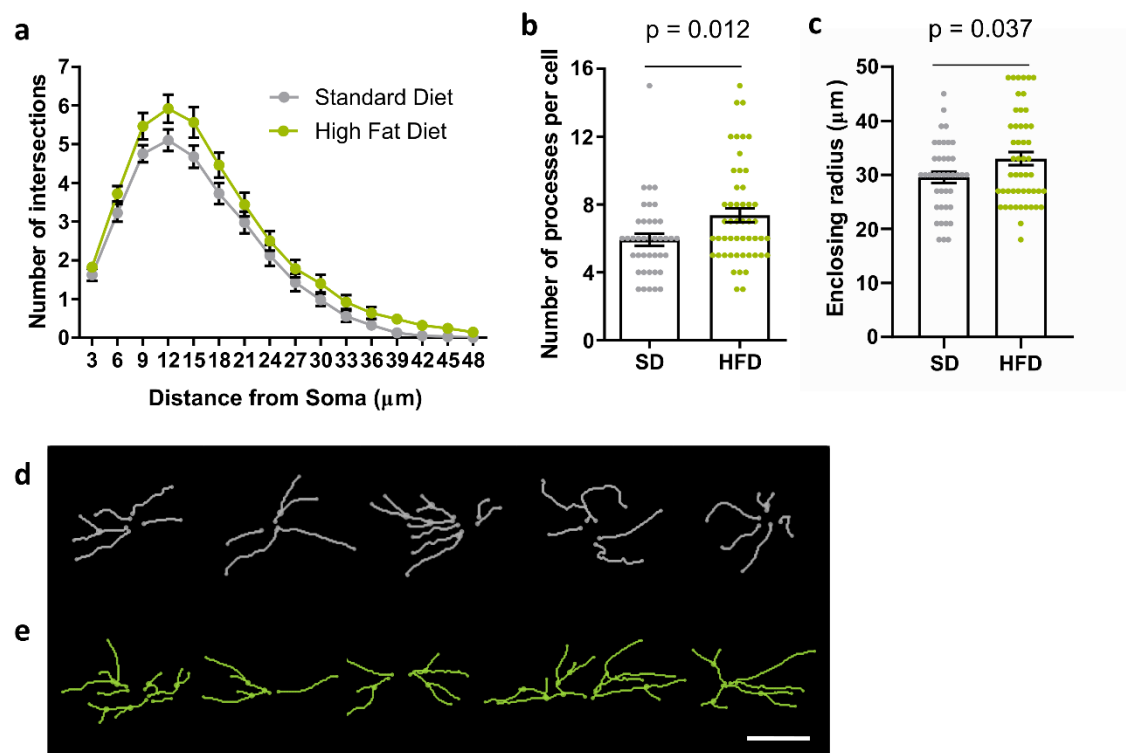 a
Number of intersections
7
6
5
4
3
2
1
0
3 6 9 12 15 18 21 24 27 30 33 36 39 42 45 48
Distance from Soma (μm)
Standard Diet
High Fat Diet
b
p = 0.012
Number of processes per cell
16
12
8
4
0
SD HFD
c
p = 0.037
Enclosing radius (μm)
50
40
30
20
10
0
SD HFD
d
e